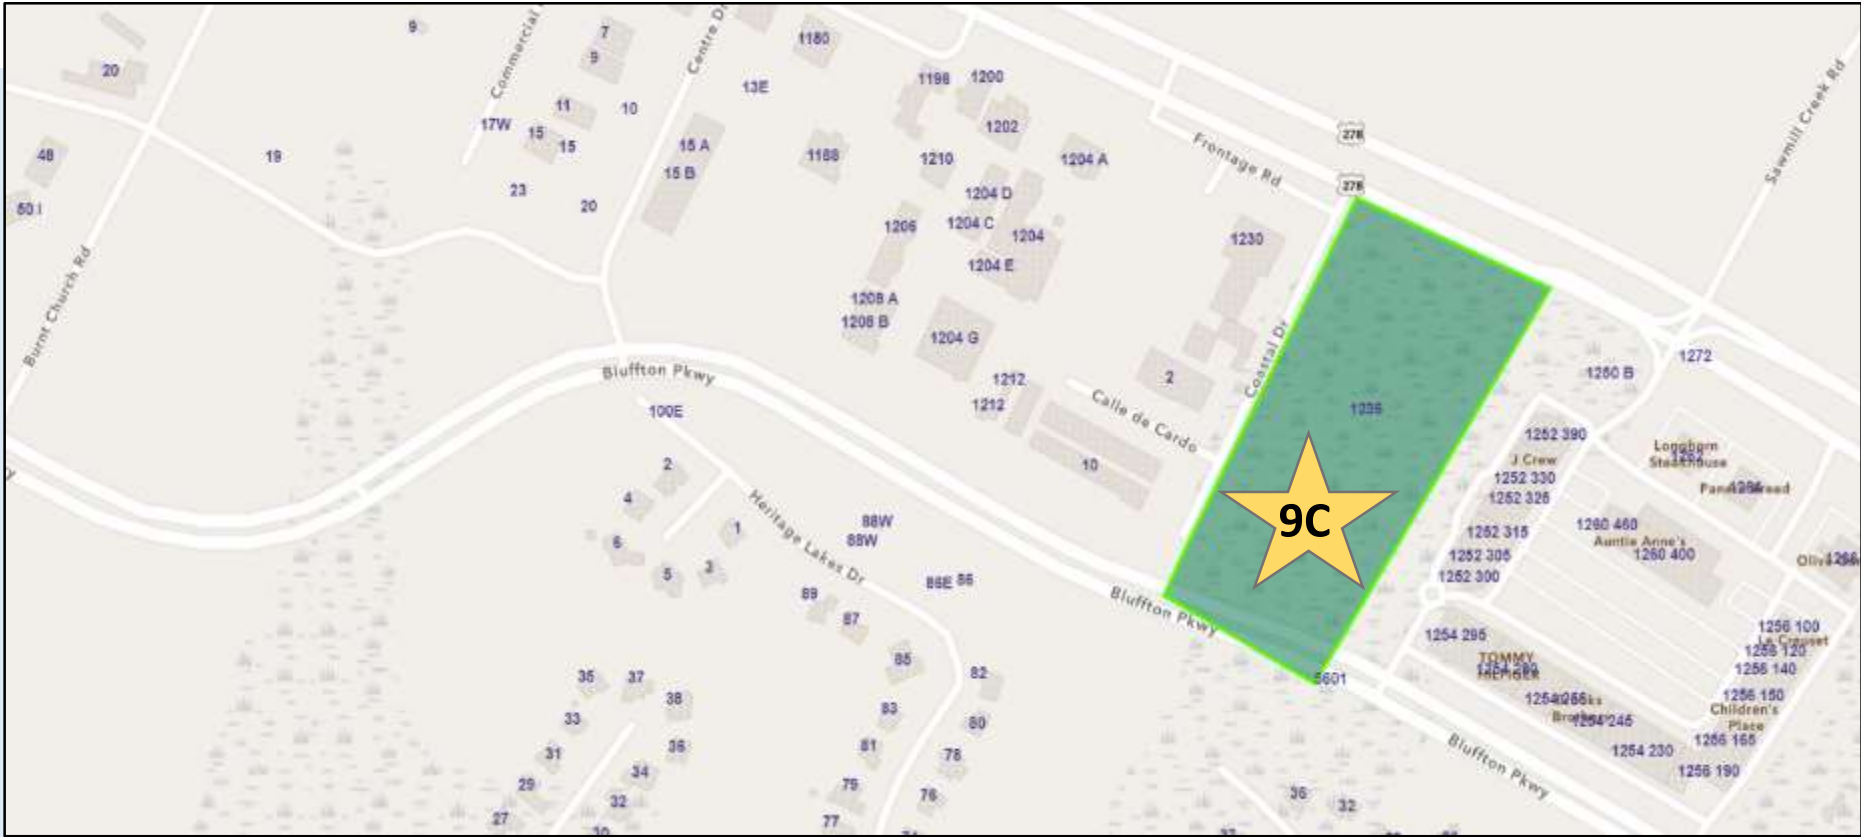 9
Commercial
7
9
Centre Dr
1180
20
13E
1198
1200
11
10
17W
15
15
1202
278
Sawmill Creek Rd
48
19
15 A
15 B
1188
1210
1204 A
Frontage Rd
278
23
20
50 I
1204 D
1206
1204 C
1204
1204 E
1230
Burnt Church Rd
1208 A
1208 B
1204 G
Coastal Dr
1272
Bluffton Pkwy
1212
1212
2
Calle de Cardo
1260 B
100E
1236
1252 390
2
10
J Crew
1252 330
1252 325
Longhorn
Steakhouse
4
Heritage Lakes Dr
1
88W
88W
9C
1252 315
1252 305
1252 300
1260 460
Auntie Anne's
1260 400
6
5
3
86E
86
89
87
Bluffton Pkwy
1254 295
TOMMY
HILFIGER
1256 100
Le Creuset
1256 120
1256 140
85
82
5601
35
37
38
1256 150
Children's
Place
33
83
80
1254 245
1256 165
31
36
81
78
1254 230
Bluffton Pkwy
1256 190
34
29
79
76
36
32
32
27
77